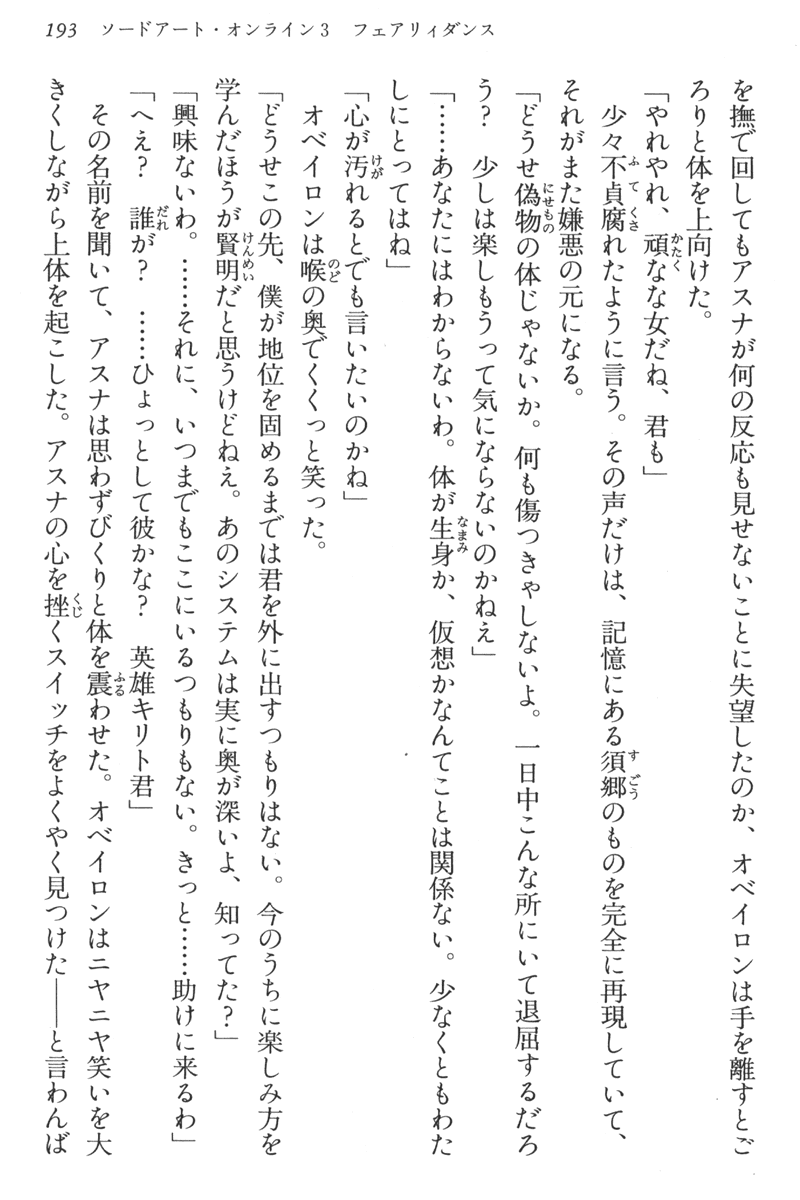 193　ソードアート・オンライン3　フェアリィダンス
を撫で回してもアスナが何の反応も見せないことに失望したのか、オベイロンは手を離すとご
ろりと体を上向けた。
「やれやれ、頑なな女だね、君も」
　少々不貞腐れたように言う。その声だけは、記憶にある須郷のものを完全に再現していて、
それがまた嫌悪の元になる。
「どうせ偽物の体じゃないか。何も傷つきゃしないよ。一日中こんな所にいて退屈するだろ
う？　少しは楽しもうって気にならないのかねえ」
「……あなたにはわからないわ。体が生身か、仮想かなんてことは関係ない。少なくともわた
しにとってはね」
「心が汚れるとでも言いたいのかね」
　オベイロンは喉の奥でくくっと笑った。
「どうせこの先、僕が地位を固めるまでは君を外に出すつもりはない。今のうちに楽しみ方を
学んだほうが賢明だと思うけどねえ。あのシステムは実に奥が深いよ、知ってた？」
「興味ないわ。……それに、いつまでもここにいるつもりもない。きっと……助けに来るわ」
「へえ？　誰が？　……ひょっとして彼かな？　英雄キリト君」
　その名前を聞いて、アスナは思わずびくりと体を震わせた。オベイロンはニヤニヤ笑いを大
きくしながら上体を起こした。アスナの心を挫くスイッチをようやく見つけた――と言わんば